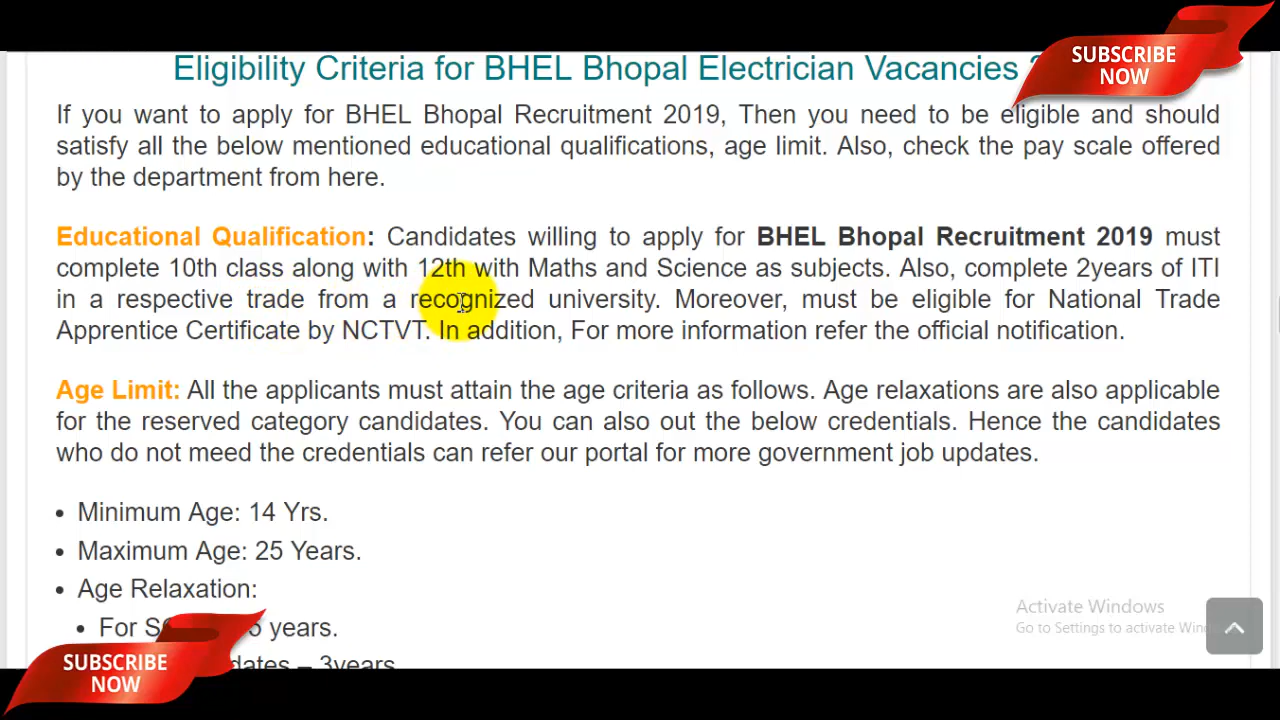 Eligibility Criteria for BHEL Bhopal Electrician Vacancies
SUBSCRIBE
NOW
If you want to apply for BHEL Bhopal Recruitment 2019, Then you need to be eligible and should
satisfy all the below mentioned educational qualifications, age limit. Also, check the pay scale offered
by the department from here.
Educational Qualification: Candidates willing to apply for BHEL Bhopal Recruitment 2019 must
complete 10th class along with 12th with Maths and Science as subjects. Also, complete 2years of ITI
in a respective trade from a recognized university. Moreover, must be eligible for National Trade
Apprentice Certificate by NCTVT. In addition, For more information refer the official notification.
Age Limit: All the applicants must attain the age criteria as follows. Age relaxations are also applicable
for the reserved category candidates. You can also out the below credentials. Hence the candidates
who do not meed the credentials can refer our portal for more government job updates.
• Minimum Age: 14 Yrs.
• Maximum Age: 25 Years.
• Age Relaxation:
• For years.
– 3years
Activate Windows
Go to Settings to activate
SUBSCRIBE
NOW